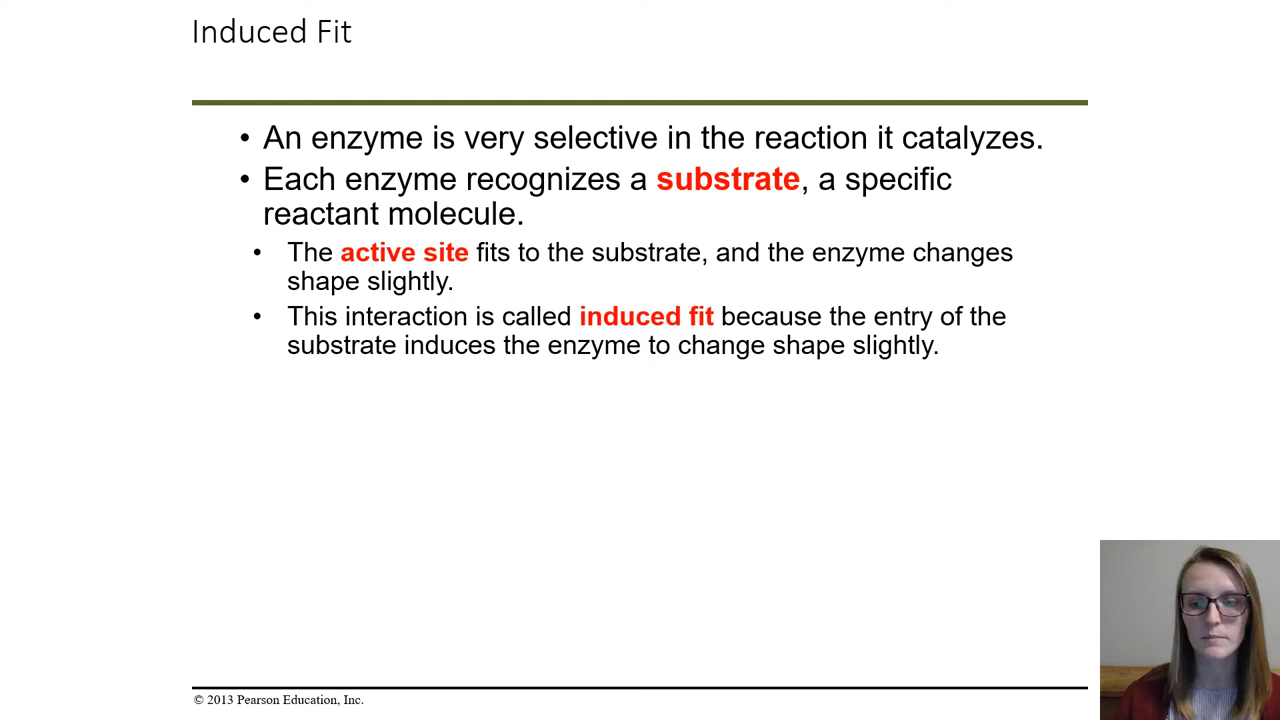 Induced Fit
• An enzyme is very selective in the reaction it catalyzes.
• Each enzyme recognizes a substrate, a specific
reactant molecule.
• The active site fits to the substrate, and the enzyme changes
shape slightly.
• This interaction is called induced fit because the entry of the
substrate induces the enzyme to change shape slightly.
© 2013 Pearson Education, Inc.